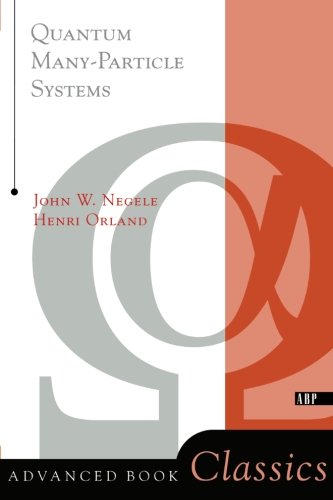 QUANTUM
MANY-PARTICLE
SYSTEMS
JOHN W. NEGELE
HENRI ORLAND
ABP
ADVANCED BOOK Classics